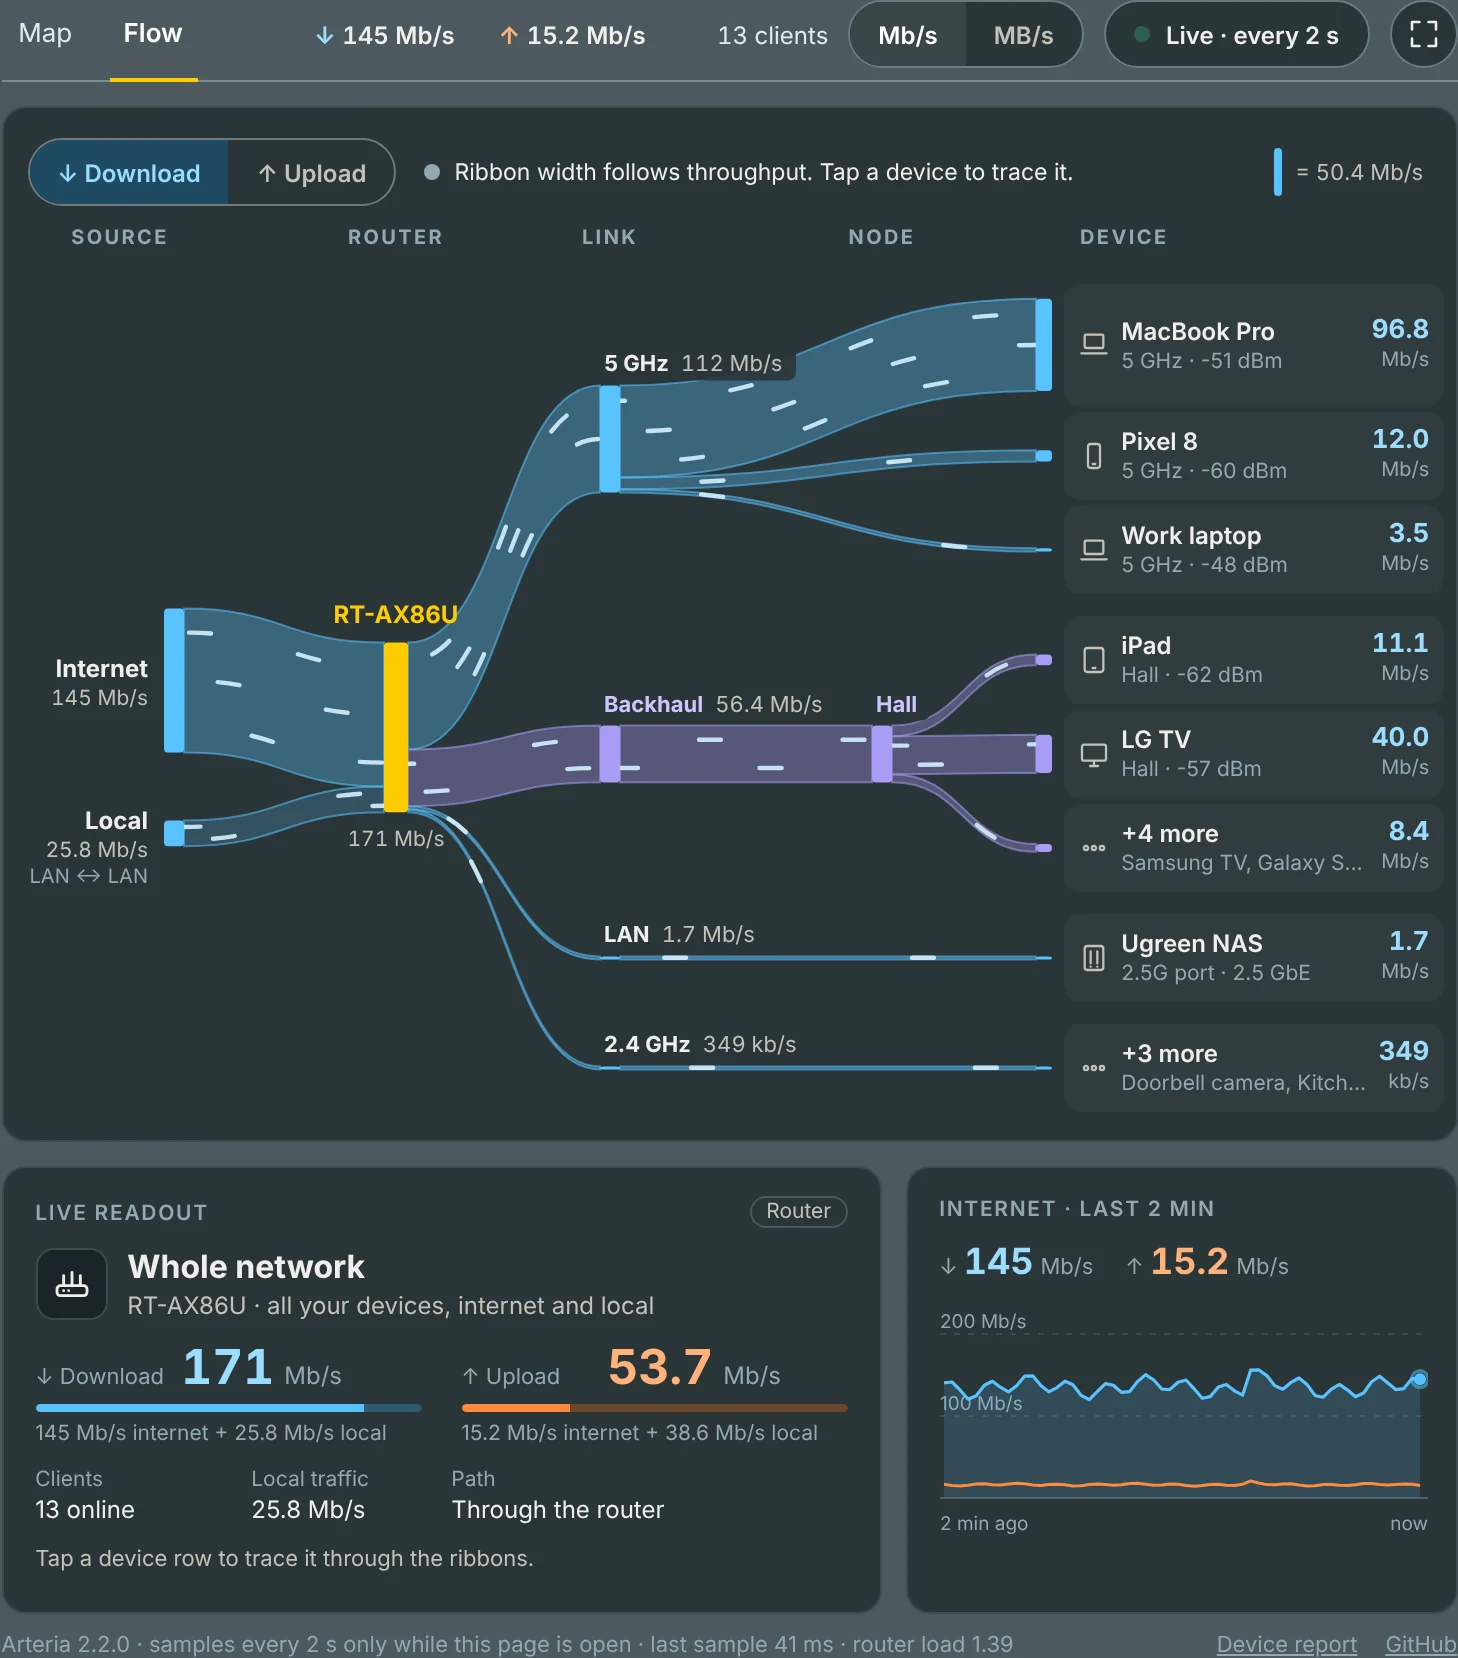 Map
Flow
↓ 145 Mb/s
↑ 15.2 Mb/s
13 clients
Mb/s
MB/s
Live · every 2 s
↓ Download
↑ Upload
Ribbon width follows throughput. Tap a device to trace it.
= 50.4 Mb/s
SOURCE
ROUTER
LINK
NODE
DEVICE
Internet
145 Mb/s
Local
25.8 Mb/s
LAN ↔ LAN
RT-AX86U
171 Mb/s
5 GHz 112 Mb/s
Backhaul 56.4 Mb/s
Hall
LAN 1.7 Mb/s
2.4 GHz 349 kb/s
MacBook Pro
5 GHz · -51 dBm
96.8
Mb/s
Pixel 8
5 GHz · -60 dBm
12.0
Mb/s
Work laptop
5 GHz · -48 dBm
3.5
Mb/s
iPad
Hall · -62 dBm
11.1
Mb/s
LG TV
Hall · -57 dBm
40.0
Mb/s
+4 more
Samsung TV, Galaxy S...
8.4
Mb/s
Ugreen NAS
2.5G port · 2.5 GbE
1.7
Mb/s
+3 more
Doorbell camera, Kitch...
349
kb/s
LIVE READOUT
Router
Whole network
RT-AX86U · all your devices, internet and local
↓ Download 171 Mb/s
145 Mb/s internet + 25.8 Mb/s local
↑ Upload 53.7 Mb/s
15.2 Mb/s internet + 38.6 Mb/s local
Clients
13 online
Local traffic
25.8 Mb/s
Path
Through the router
Tap a device row to trace it through the ribbons.
INTERNET · LAST 2 MIN
↓ 145 Mb/s ↑ 15.2 Mb/s
200 Mb/s
100 Mb/s
2 min ago
now
Arteria 2.2.0 · samples every 2 s only while this page is open · last sample 41 ms · router load 1.39
Device report
GitHub